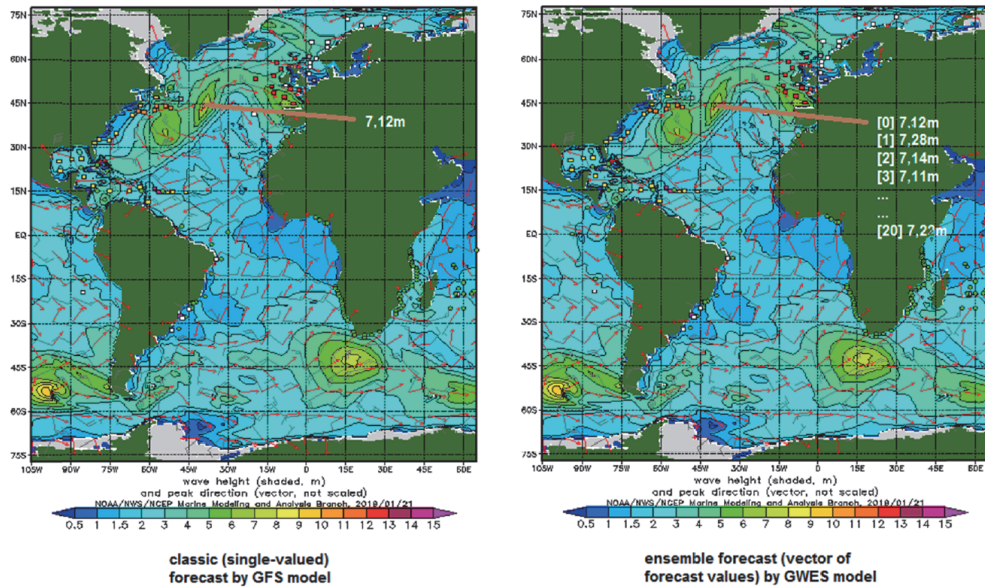 75N
60N
45N
30N
15N
EQ
15S
30S
45S
60S
75S
105W 90W 75W 60W 45W 30W 15W 0 15E 30E 45E 60E
7,12m
wave height (shaded, m)
and peak direction (vector, not scaled)
NOAA/NWS/NCEP Marine Modeling and Analysis Branch, 2018/01/21
0.5 1 1.5 2 3 4 5 6 7 8 9 10 11 12 13 14 15
classic (single-valued)
forecast by GFS model
75N
60N
45N
30N
15N
EQ
15S
30S
45S
60S
75S
105W 90W 75W 60W 45W 30W 15W 0 15E 30E 45E 60E
[0] 7.12m
[1] 7,28m
[2] 7,14m
[3] 7,11m
...
...
[20] 7,23m
wave height (shaded, m)
and peak direction (vector, not scaled)
NOAA/NWS/NCEP Marine Modeling and Analysis Branch, 2018/01/21
0.5 1 1.5 2 3 4 5 6 7 8 9 10 11 12 13 14 15
ensemble forecast (vector of
forecast values) by GWES model